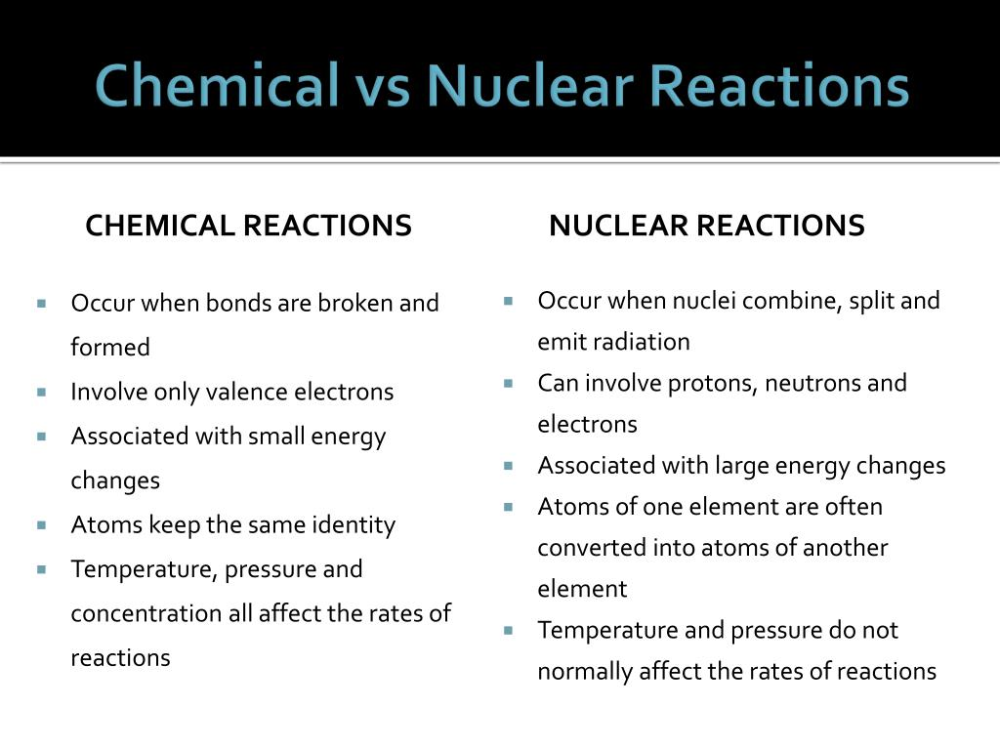 Chemical vs Nuclear Reactions
CHEMICAL REACTIONS
▪ Occur when bonds are broken and
formed
▪ Involve only valence electrons
▪ Associated with small energy
changes
▪ Atoms keep the same identity
▪ Temperature, pressure and
concentration all affect the rates of
reactions
NUCLEAR REACTIONS
▪ Occur when nuclei combine, split and
emit radiation
▪ Can involve protons, neutrons and
electrons
▪ Associated with large energy changes
▪ Atoms of one element are often
converted into atoms of another
element
▪ Temperature and pressure do not
normally affect the rates of reactions